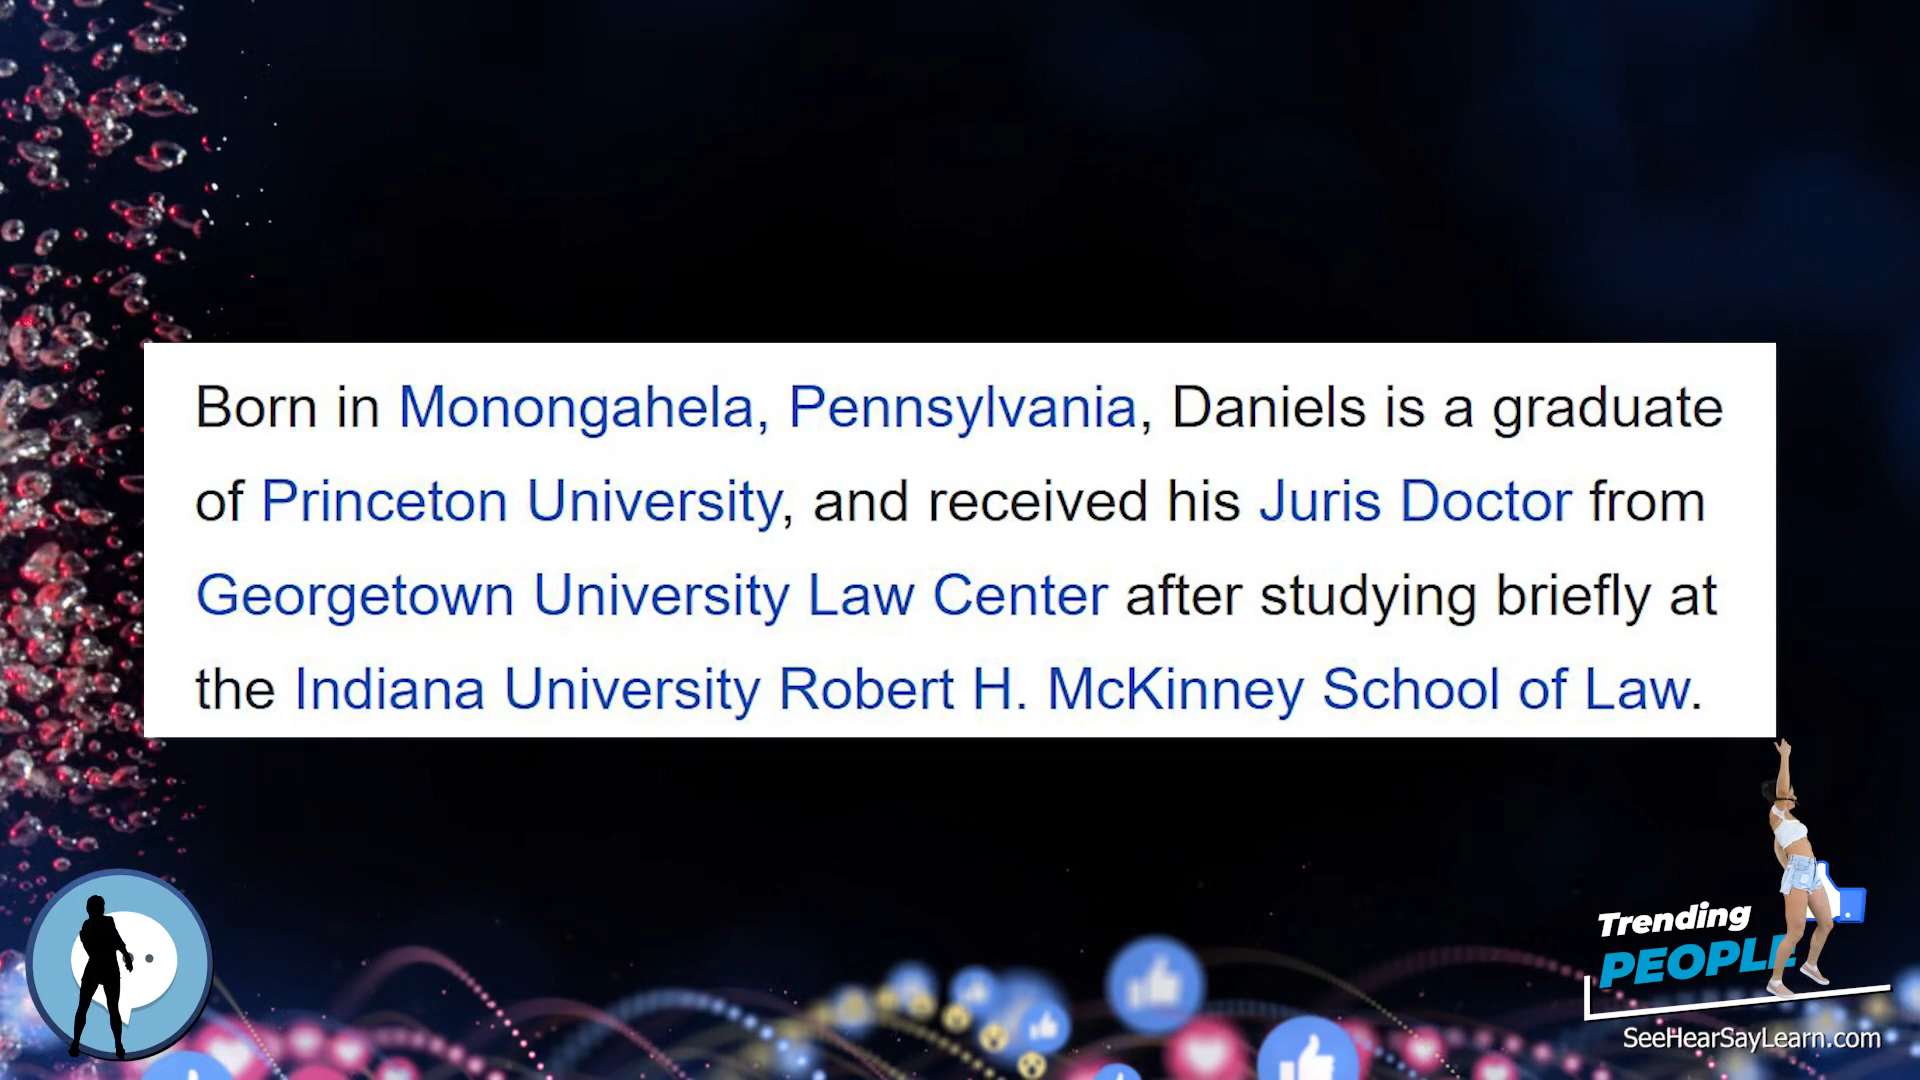 Born in Monongahela, Pennsylvania, Daniels is a graduate
of Princeton University, and received his Juris Doctor from
Georgetown University Law Center after studying briefly at
the Indiana University Robert H. McKinney School of Law.
Trending
PEOPLE
SeeHearSayLearn.com